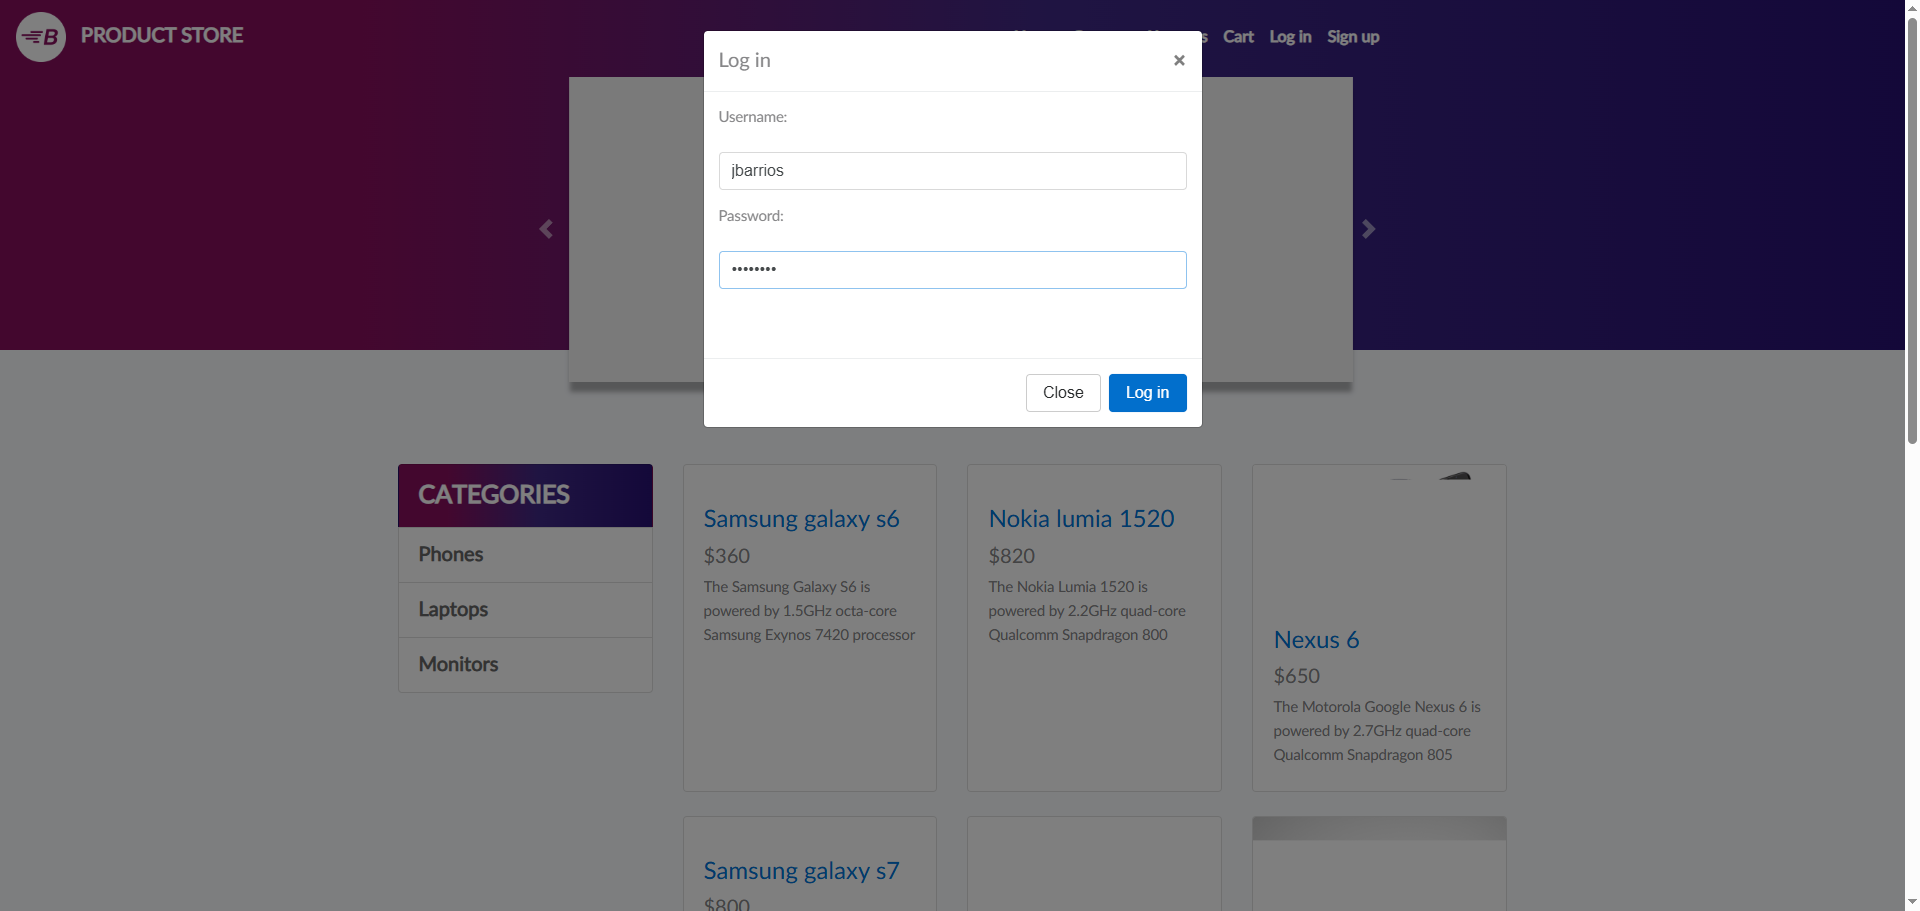 B PRODUCT STORE
s Cart Log in Sign up
Log in ×
Username:
jbarrios
Password:
••••••••
Close Log in
CATEGORIES
Phones
Laptops
Monitors
Samsung galaxy s6
$360
The Samsung Galaxy S6 is
powered by 1.5GHz octa-core
Samsung Exynos 7420 processor
Nokia lumia 1520
$820
The Nokia Lumia 1520 is
powered by 2.2GHz quad-core
Qualcomm Snapdragon 800
Nexus 6
$650
The Motorola Google Nexus 6 is
powered by 2.7GHz quad-core
Qualcomm Snapdragon 805
Samsung galaxy s7
$800